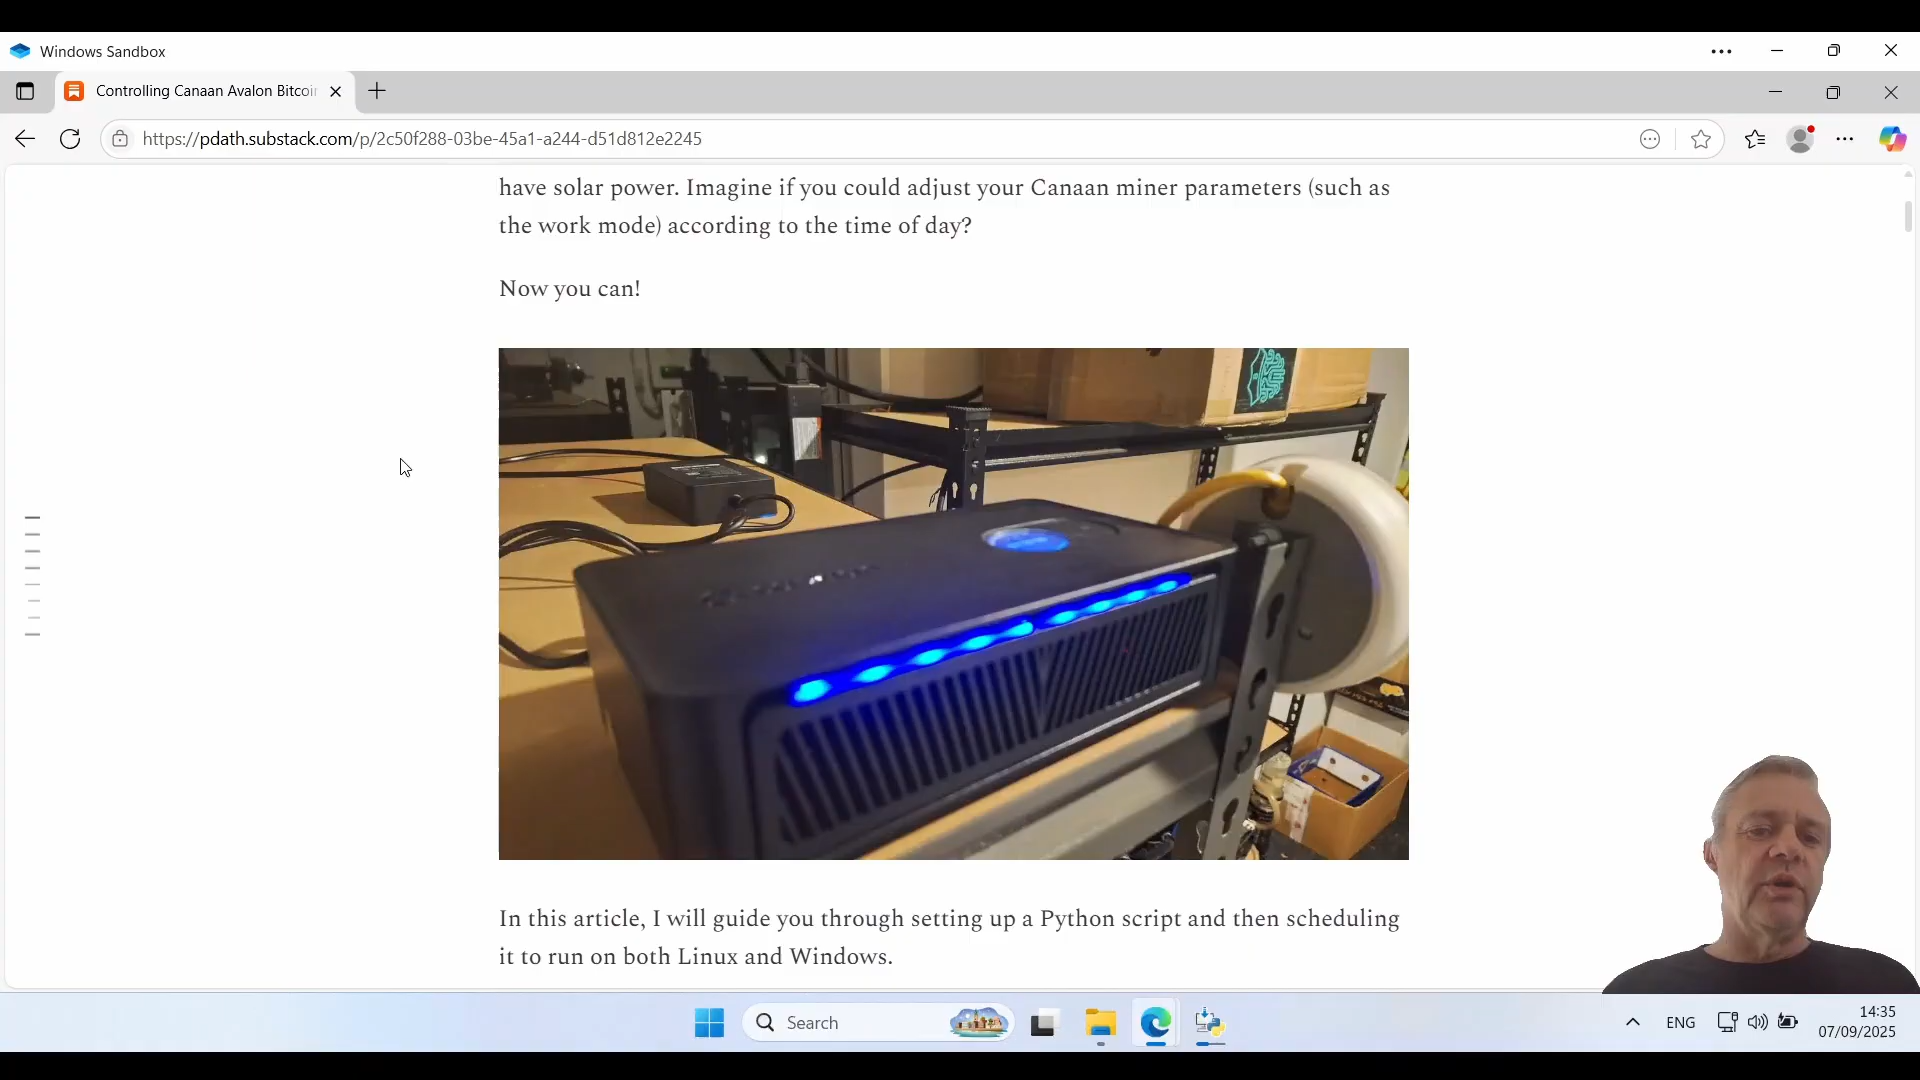 Windows Sandbox
Controlling Canaan Avalon Bitcoi
https://pdath.substack.com/p/2c50f288-03be-45a1-a244-d51d812e2245
have solar power. Imagine if you could adjust your Canaan miner parameters (such as
the work mode) according to the time of day?
Now you can!
In this article, I will guide you through setting up a Python script and then scheduling
it to run on both Linux and Windows.
Search
ENG
14:35
07/09/2025